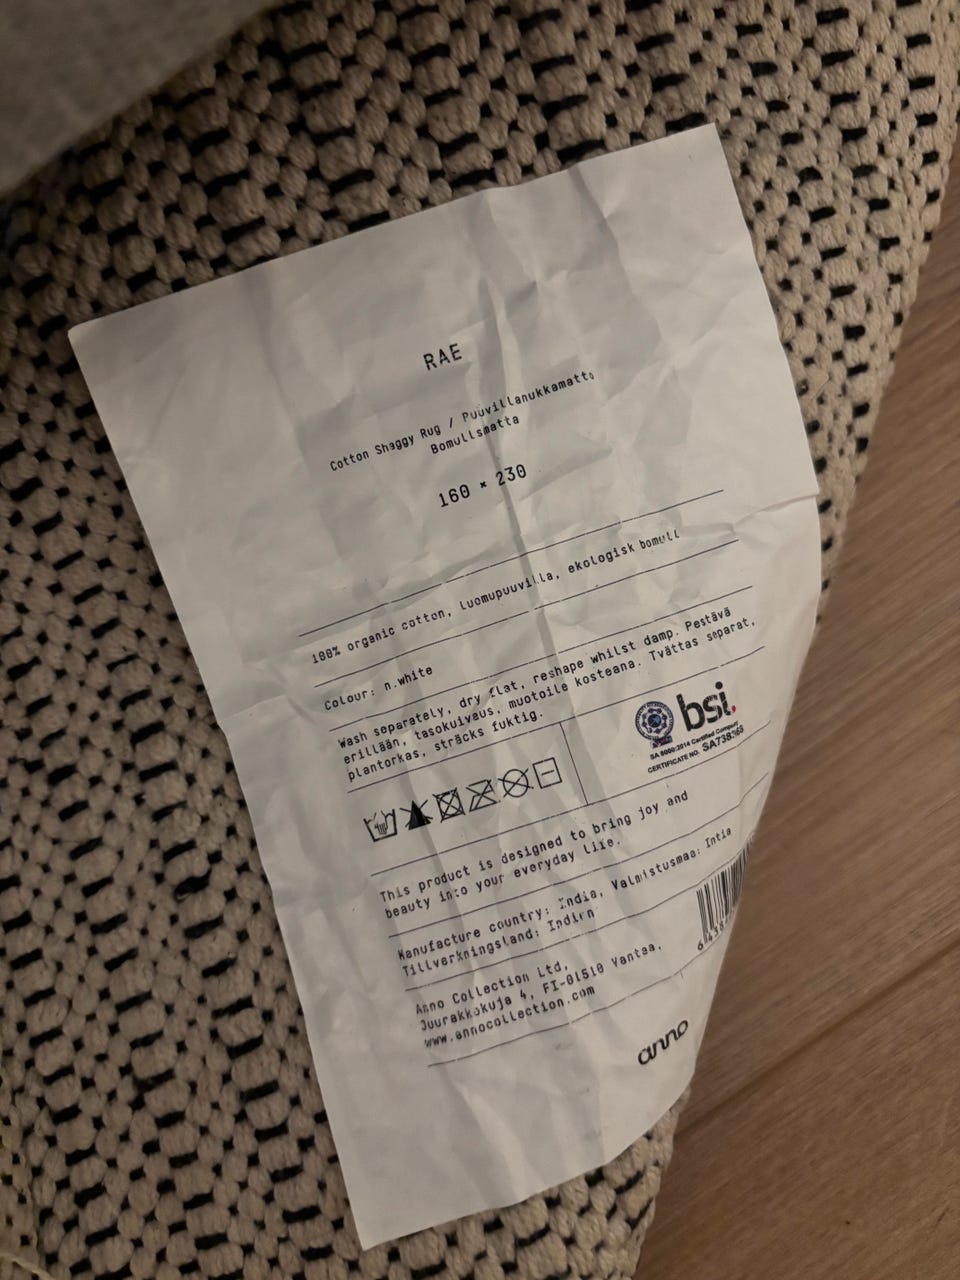 RAE
Cotton Shaggy Rug / Puuvillanukkamatto
Bomullsmatta
160 × 230
100% organic cotton, luomupuuvilla, ekologisk bomull
Colour: n.white
Wash separately, dry flat, reshape whilst damp. Pestävä
erillään, tasokuivaus, muotoile kosteana. Tvättas separat,
plantorkas, sträcks fuktig.
bsi.
SA 8000:2014 Certified Company
CERTIFICATE NO.
This product is designed to bring joy and
beauty into your everyday life.
Manufacture country: India, Valmistusmaa: Intia
Tillverkningsland: Indien
Anno Collection Ltd,
Juurakkokuja 4, FI-01510 Vantaa,
www.annocollection.com
anno